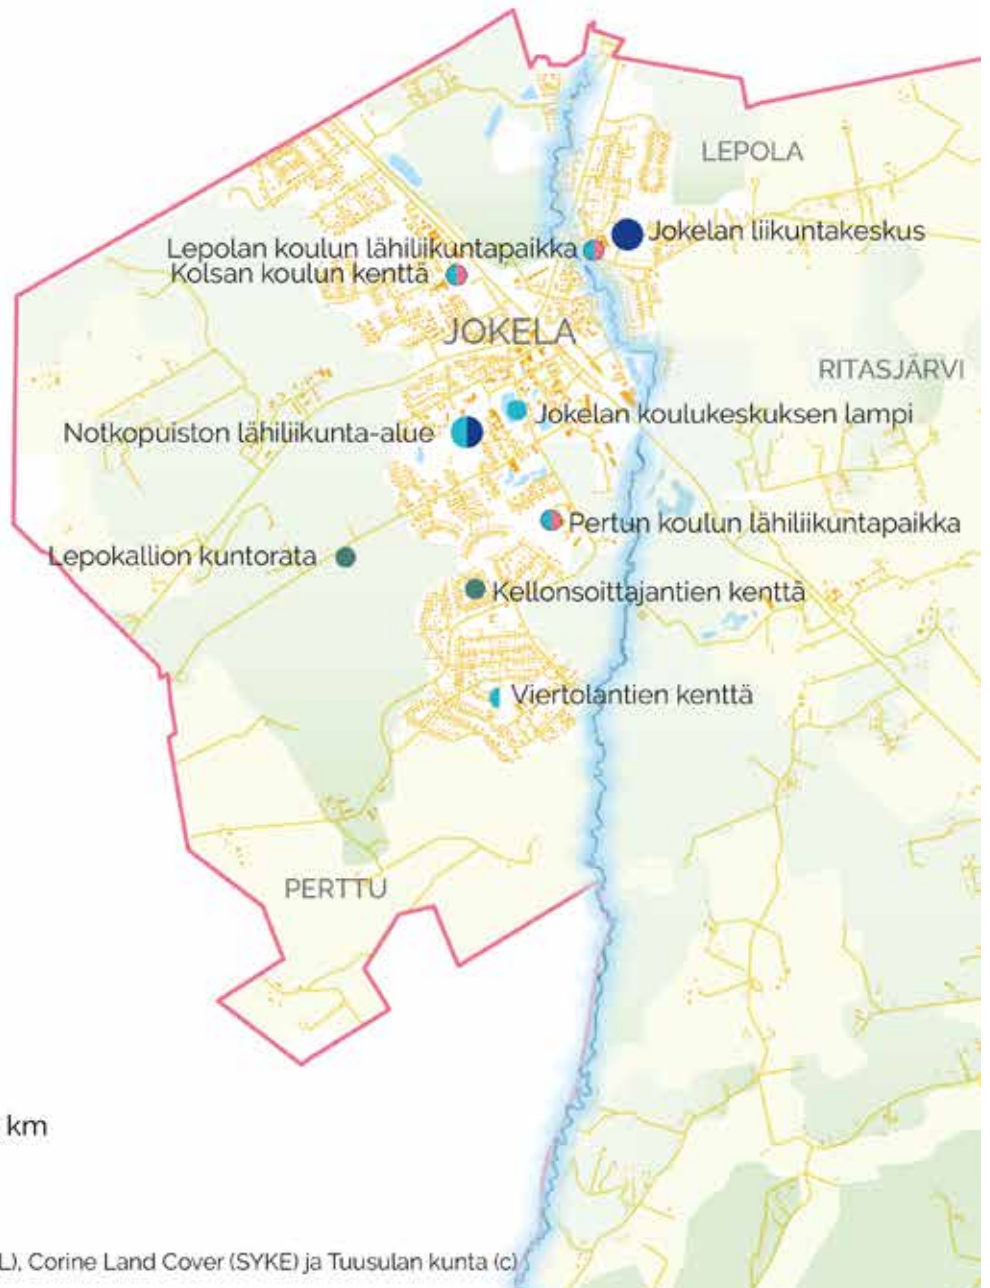 LEPOLA
Jokelan liikuntakeskus
Lepolan koulun lähiliikuntapaikka
Kolsan koulun kenttä
JOKELA
RITASJÄRVI
Jokelan koulukeskuksen lampi
Notkopuiston lähiliikunta-alue
Pertun koulun lähiliikuntapaikka
Lepokallion kuntorata
Kellonsoittajantien kenttä
Viertolantien kenttä
PERTTU
km
L), Corine Land Cover (SYKE) ja Tuusulan kunta (c)